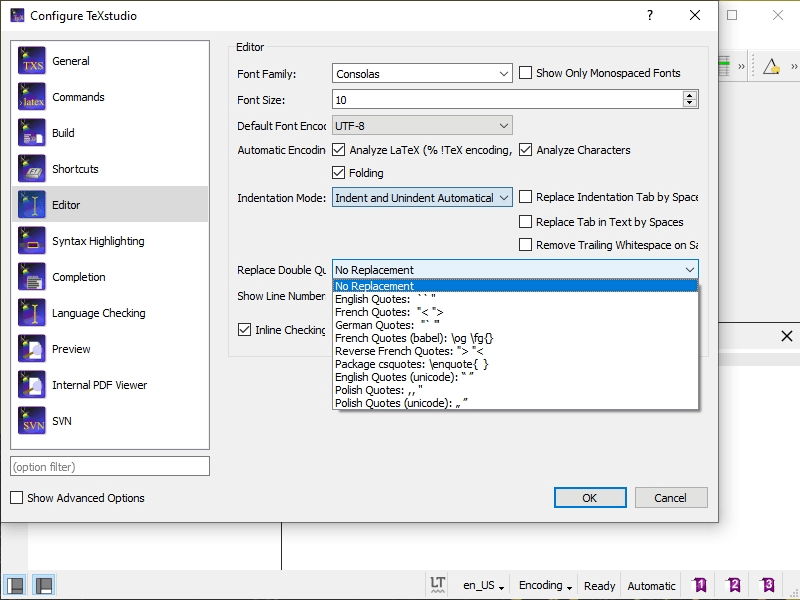 Configure TeXstudio
?
General
Commands
Build
Shortcuts
Editor
Syntax Highlighting
Completion
Language Checking
Preview
Internal PDF Viewer
SVN
(option filter)
Show Advanced Options
Editor
Font Family: Consolas Show Only Monospaced Fonts
Font Size: 10
Default Font Encod UTF-8
Automatic Encodin Analyze LaTeX (% !TeX encoding, Analyze Characters
Folding
Indentation Mode: Indent and Unindent Automatical Replace Indentation Tab by Space
Replace Tab in Text by Spaces
Remove Trailing Whitespace on Sa
Replace Double Qu No Replacement
No Replacement
Show Line Number
English Quotes: `` "
French Quotes: "< ">
German Quotes: "` "'
Inline Checking
French Quotes (babel): \og \fg{}
Reverse French Quotes: "> "<
Package csquotes: \enquote{ }
English Quotes (unicode): “ ”
Polish Quotes: ,, "
Polish Quotes (unicode): „ ”
OK Cancel
LT en_US Encoding Ready Automatic 1 2 3